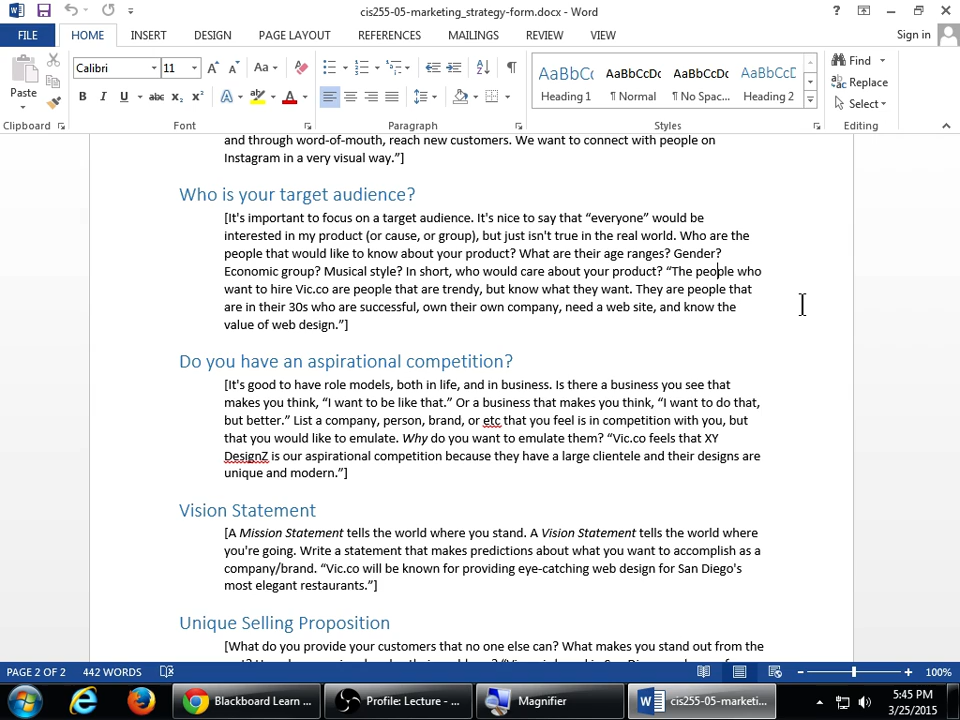 cis255-05-marketing_strategy-form.docx - Word
FILE HOME INSERT DESIGN PAGE LAYOUT REFERENCES MAILINGS REVIEW VIEW Sign in
Paste
Calibri 11 Aa
B I U abc x₂ x² A A
AaBbCc AaBbCcDc AaBbCcDc AaBbCcD
Heading 1 ¶ Normal ¶ No Spac... Heading 2
Find
Replace
Select
Clipboard Font Paragraph Styles Editing
and through word-of-mouth, reach new customers. We want to connect with people on
Instagram in a very visual way.”]
Who is your target audience?
[It's important to focus on a target audience. It's nice to say that “everyone” would be
interested in my product (or cause, or group), but just isn't true in the real world. Who are the
people that would like to know about your product? What are their age ranges? Gender?
Economic group? Musical style? In short, who would care about your product? “The people who
want to hire Vic.co are people that are trendy, but know what they want. They are people that
are in their 30s who are successful, own their own company, need a web site, and know the
value of web design.”]
Do you have an aspirational competition?
[It's good to have role models, both in life, and in business. Is there a business you see that
makes you think, “I want to be like that.” Or a business that makes you think, “I want to do that,
but better.” List a company, person, brand, or etc that you feel is in competition with you, but
that you would like to emulate. Why do you want to emulate them? “Vic.co feels that XY
DesignZ is our aspirational competition because they have a large clientele and their designs are
unique and modern.”]
Vision Statement
[A Mission Statement tells the world where you stand. A Vision Statement tells the world where
you're going. Write a statement that makes predictions about what you want to accomplish as a
company/brand. “Vic.co will be known for providing eye-catching web design for San Diego's
most elegant restaurants.”]
Unique Selling Proposition
[What do you provide your customers that no one else can? What makes you stand out from the
PAGE 2 OF 2 442 WORDS 100%
Blackboard Learn ... Profile: Lecture - ... Magnifier cis255-05-marketi...
5:45 PM
3/25/2015